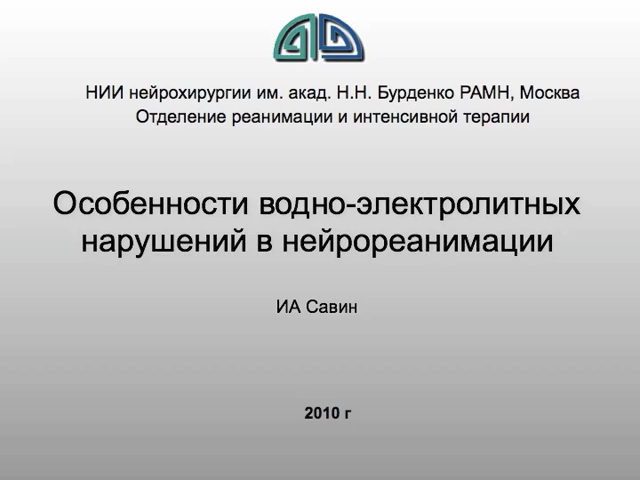 НИИ нейрохирургии им. акад. Н.Н. Бурденко РАМН, Москва
Отделение реанимации и интенсивной терапии
Особенности водно-электролитных
нарушений в нейрореанимации
ИА Савин
2010 г